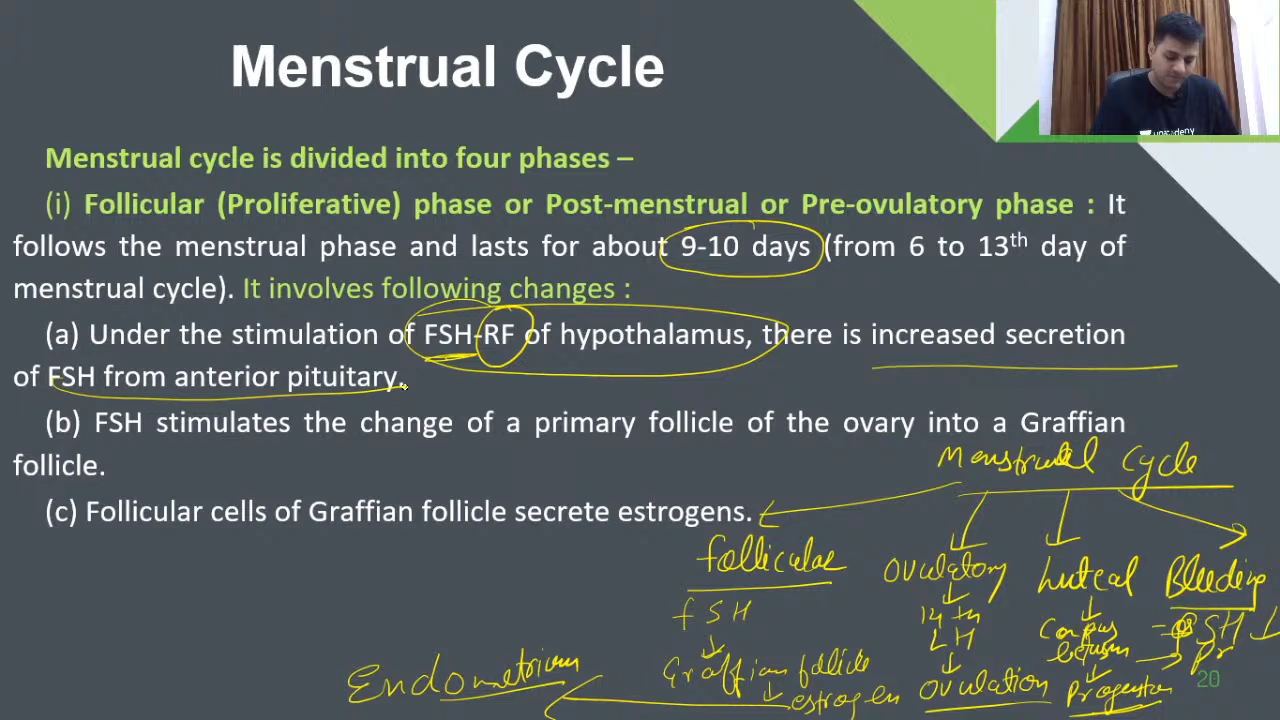 Menstrual Cycle
Menstrual cycle is divided into four phases –
(i) Follicular (Proliferative) phase or Post-menstrual or Pre-ovulatory phase : It
follows the menstrual phase and lasts for about 9-10 days (from 6 to 13th day of
menstrual cycle). It involves following changes :
(a) Under the stimulation of FSH-RF of hypothalamus, there is increased secretion
of FSH from anterior pituitary.
(b) FSH stimulates the change of a primary follicle of the ovary into a Graffian
follicle.
(c) Follicular cells of Graffian follicle secrete estrogens.
Menstrual Cycle
follicular
FSH
Graffian follicle
estrogen
Endometrium
Ovulatory
14th
LH
Ovulation
Luteal
Corpus
luteum
Bleeding
20